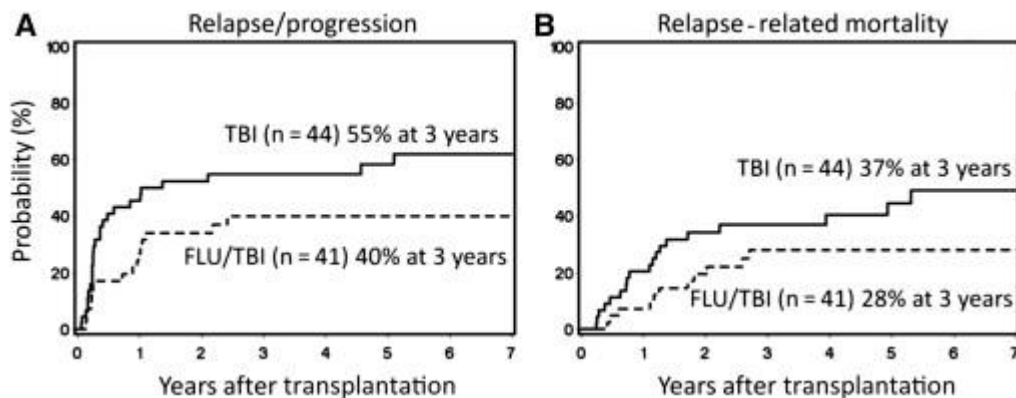 A Relapse/progression
100
80
60
40
20
0
Probability (%)
TBI (n = 44) 55% at 3 years
FLU/TBI (n = 41) 40% at 3 years
0 1 2 3 4 5 6 7
Years after transplantation
B Relapse-related mortality
100
80
60
40
20
0
TBI (n = 44) 37% at 3 years
FLU/TBI (n = 41) 28% at 3 years
0 1 2 3 4 5 6 7
Years after transplantation